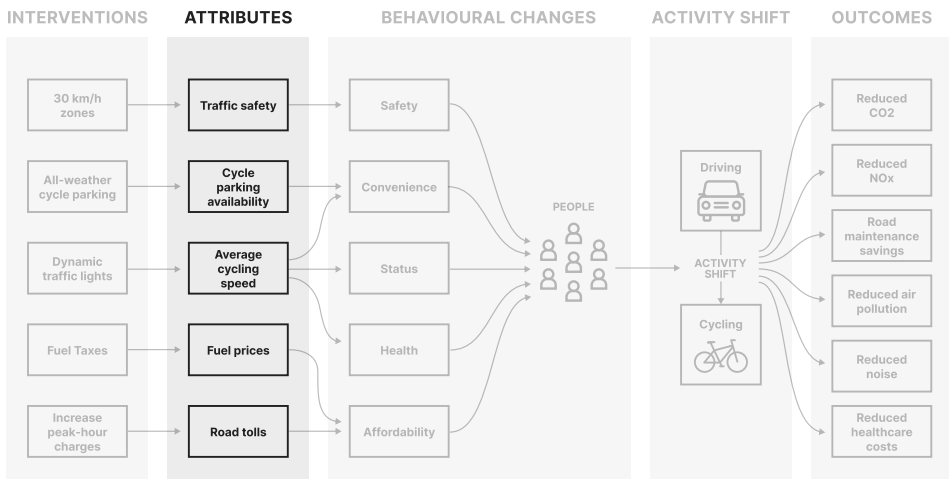 INTERVENTIONS
ATTRIBUTES
BEHAVIOURAL CHANGES
ACTIVITY SHIFT
OUTCOMES
30 km/h
zones
All-weather
cycle parking
Dynamic
traffic lights
Fuel Taxes
Increase
peak-hour
charges
Traffic safety
Cycle
parking
availability
Average
cycling
speed
Fuel prices
Road tolls
Safety
Convenience
Status
Health
Affordability
PEOPLE
Driving
ACTIVITY
SHIFT
Cycling
Reduced
CO2
Reduced
NOx
Road
maintenance
savings
Reduced air
pollution
Reduced
noise
Reduced
healthcare
costs